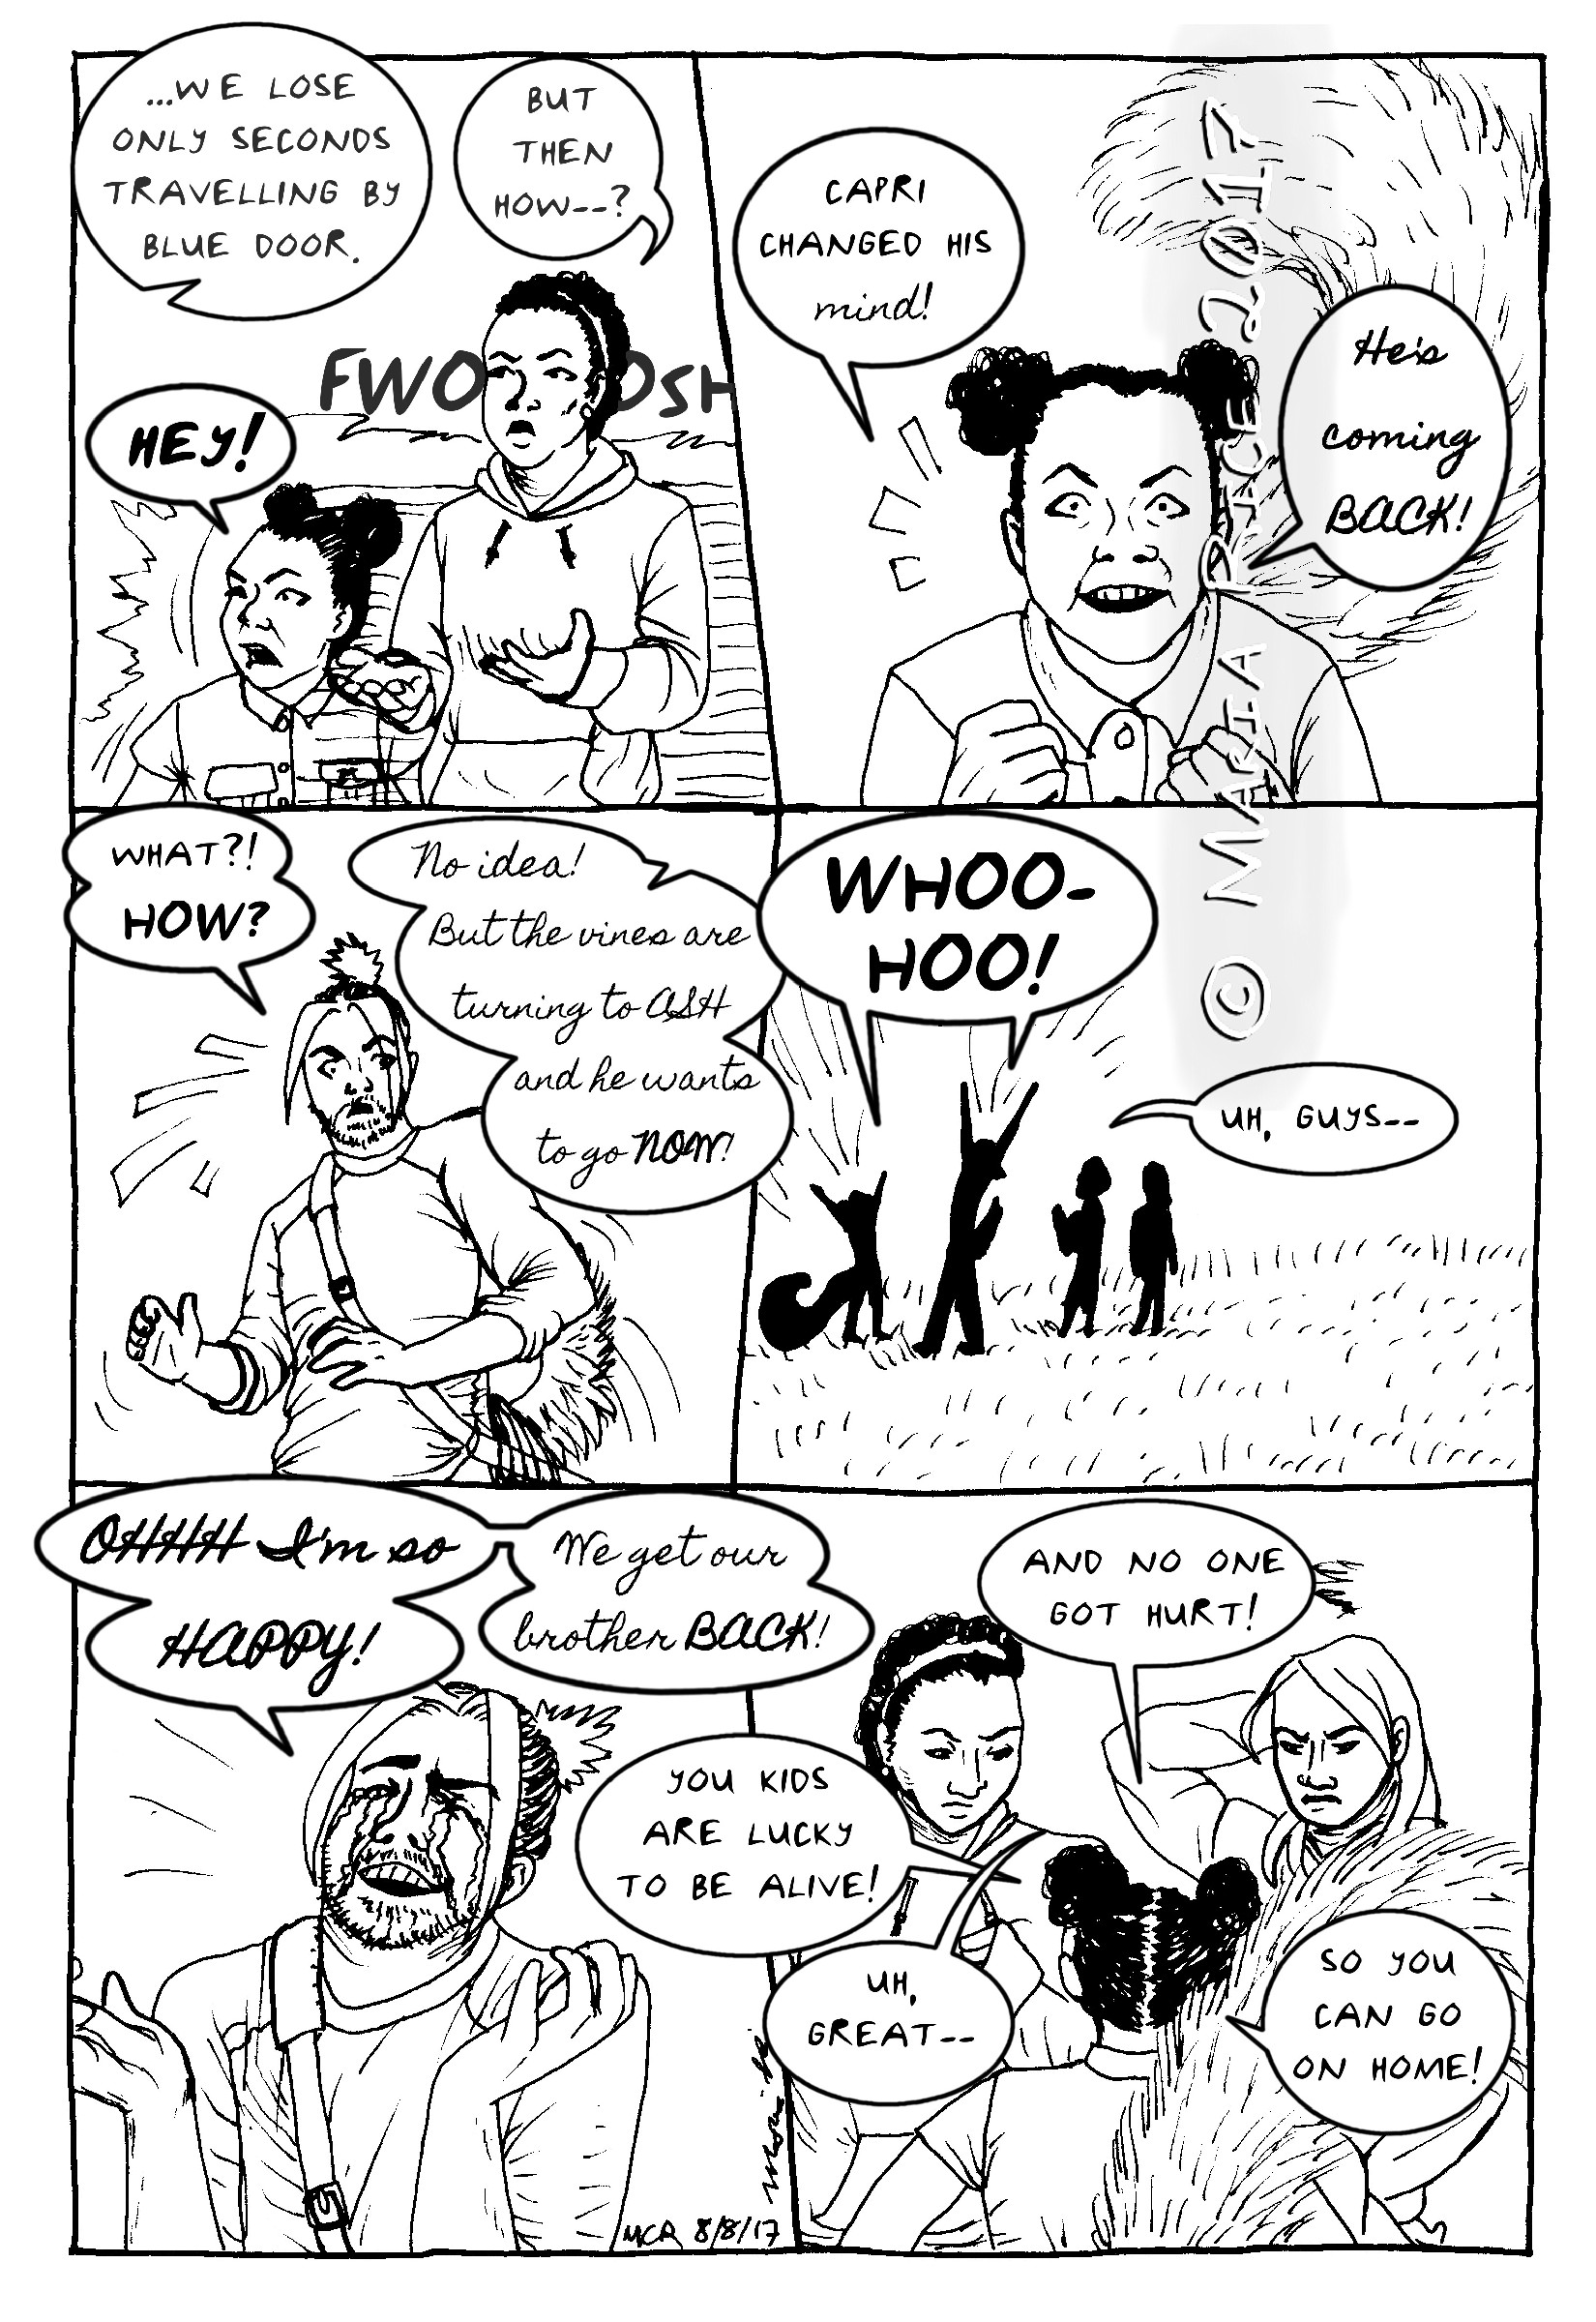 ...WE LOSE
ONLY SECONDS
TRAVELLING BY
BLUE DOOR.
BUT
THEN
HOW--?
FWO OSH
HEY!
CAPRI
CHANGED HIS
mind!
He's
coming
BACK!
© MARIA RICE 2017
WHAT?!
HOW?
No idea!
But the vines are
turning to ASH
and he wants
to go NOW!
WHOO-
HOO!
UH, GUYS--
OHHH I'm so
HAPPY!
We get our
brother BACK!
AND NO ONE
GOT HURT!
YOU KIDS
ARE LUCKY
TO BE ALIVE!
UH,
GREAT--
SO YOU
CAN GO
ON HOME!
MCR 8/8/17